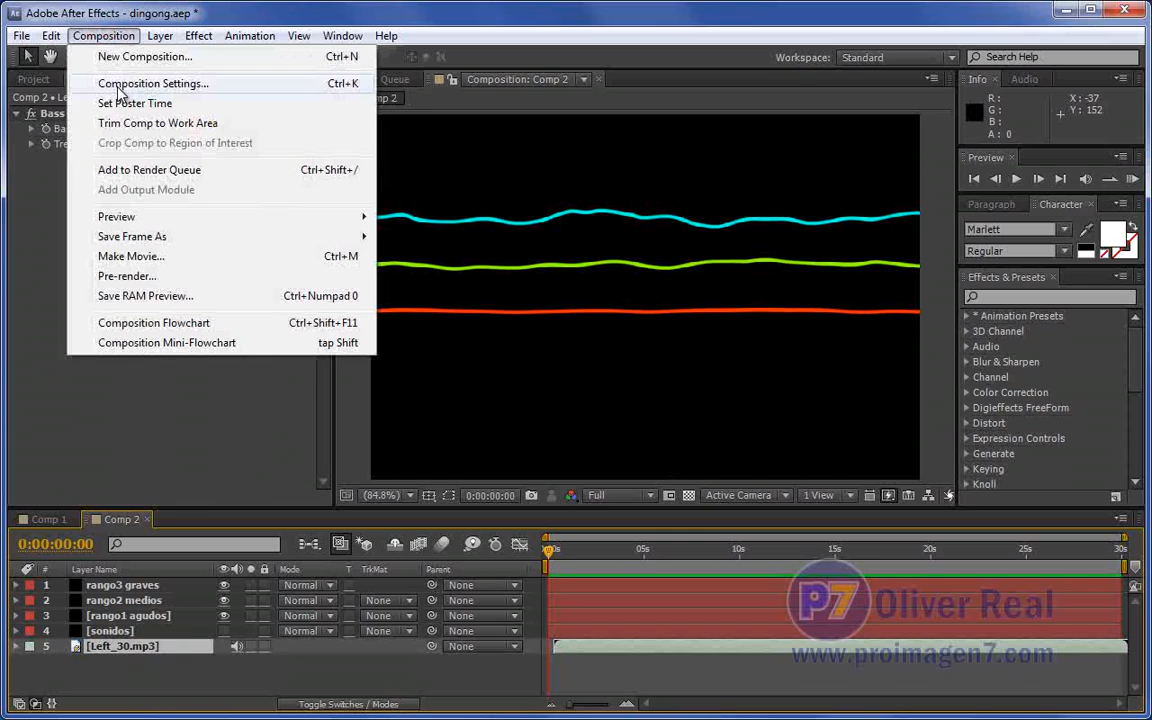 Adobe After Effects - dingong.aep *
File Edit Composition Layer Effect Animation View Window Help
New Composition... Ctrl+N
Composition Settings... Ctrl+K
Set Poster Time
Trim Comp to Work Area
Crop Comp to Region of Interest
Add to Render Queue Ctrl+Shift+/
Add Output Module
Preview
Save Frame As
Make Movie... Ctrl+M
Pre-render...
Save RAM Preview... Ctrl+Numpad 0
Composition Flowchart Ctrl+Shift+F11
Composition Mini-Flowchart tap Shift
Workspace: Standard
Search Help
Project
Queue
Composition: Comp 2
Comp 2
Bass
Info Audio
R:
G:
B:
A: 0
X: -37
Y: 152
Preview
Paragraph Character
Marlett
Regular
Effects & Presets
* Animation Presets
3D Channel
Audio
Blur & Sharpen
Channel
Color Correction
Digieffects FreeForm
Distort
Expression Controls
Generate
Keying
Knoll
(84.8%) 0:00:00:00 Full Active Camera 1 View
Comp 1 Comp 2
0:00:00:00
05s 10s 15s 20s 25s 30s
# Layer Name Mode T TrkMat Parent
1 rango3 graves Normal None
2 rango2 medios Normal None None
3 [rango1 agudos] Normal None None
4 [sonidos] Normal None None
5 [Left_30.mp3] None
Toggle Switches / Modes
P7 Oliver Real
www.proimagen7.com